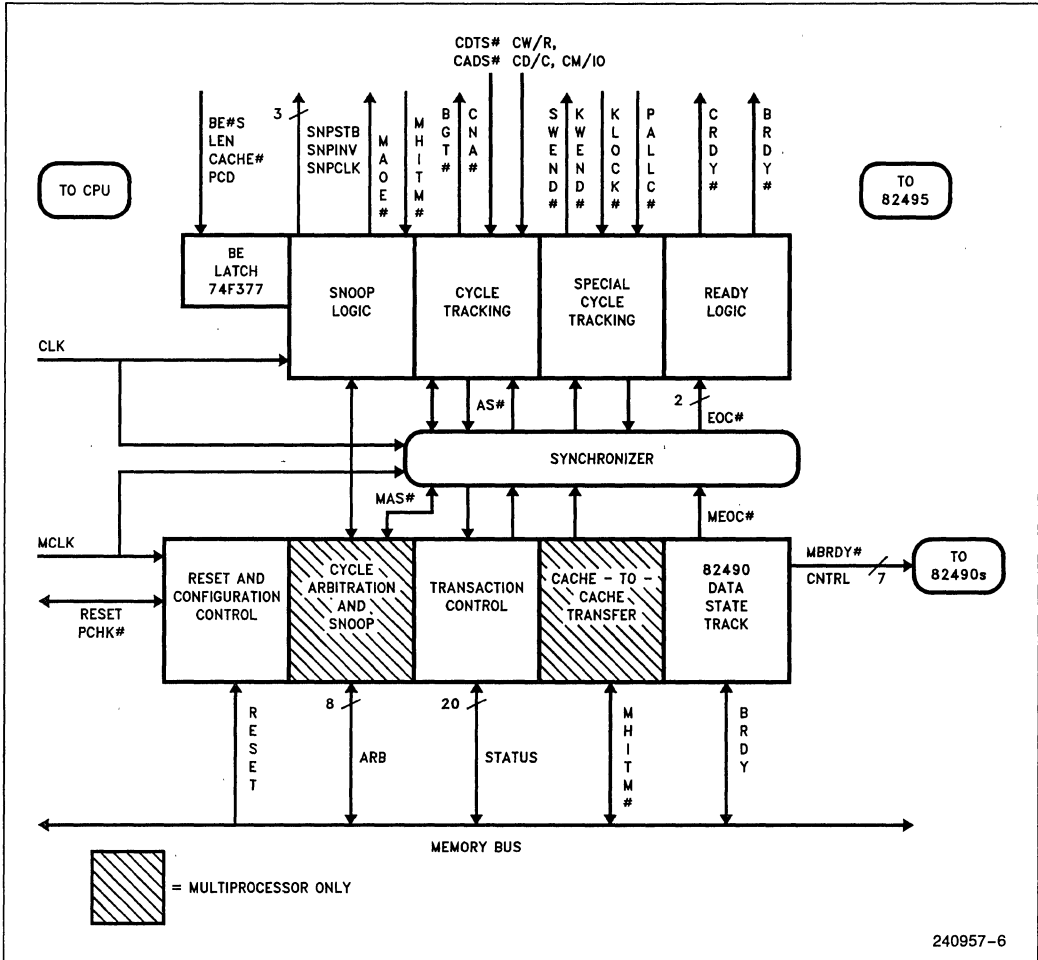 CDTS# CW/R,
CADS# CD/C, CM/IO
3
BE#S
LEN
CACHE#
PCD
SNPSTB
SNPINV
SNPCLK
MAOE#
MHITM#
BGT#
CNA#
SWEND#
KWEND#
KLOCK#
PALLC#
CRDY#
BRDY#
TO CPU
TO
82495
BE
LATCH
74F377
SNOOP
LOGIC
CYCLE
TRACKING
SPECIAL
CYCLE
TRACKING
READY
LOGIC
CLK
AS#
2
EOC#
SYNCHRONIZER
MAS#
MEOC#
MCLK
RESET
PCHK#
RESET AND
CONFIGURATION
CONTROL
CYCLE
ARBITRATION
AND
SNOOP
TRANSACTION
CONTROL
CACHE - TO -
CACHE
TRANSFER
82490
DATA
STATE
TRACK
MBRDY#
CNTRL
7
TO
82490s
RESET
8
ARB
20
STATUS
MHITM#
BRDY
MEMORY BUS
= MULTIPROCESSOR ONLY
240957-6